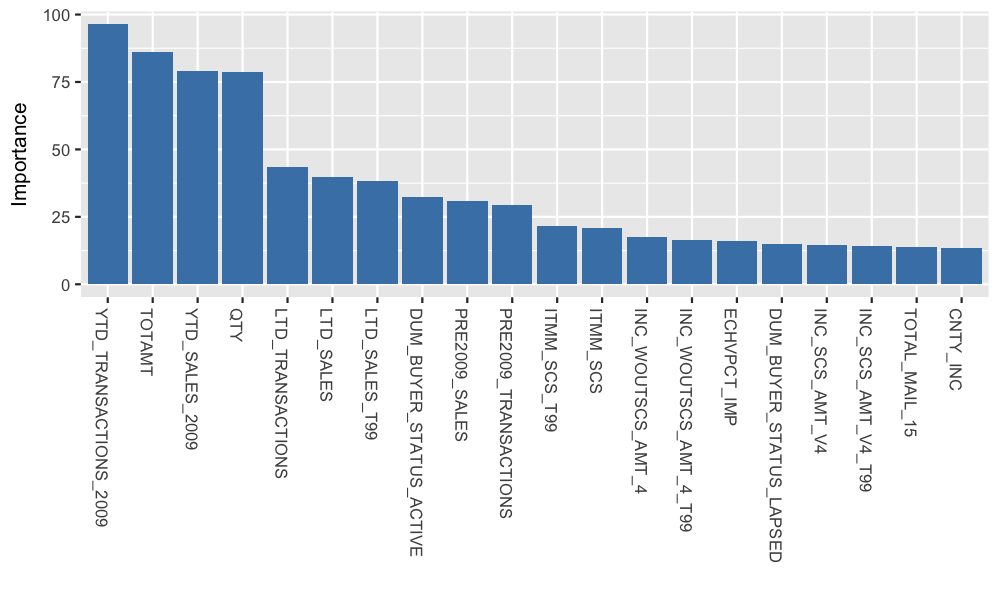 100
75
50
25
0
Importance
YTD_TRANSACTIONS_2009
TOTAMT
YTD_SALES_2009
QTY
LTD_TRANSACTIONS
LTD_SALES
LTD_SALES_T99
DUM_BUYER_STATUS_ACTIVE
PRE2009_SALES
PRE2009_TRANSACTIONS
ITMM_SCS_T99
ITMM_SCS
INC_WOUTSCS_AMT_4
INC_WOUTSCS_AMT_4_T99
ECHVPCT_IMP
DUM_BUYER_STATUS_LAPSED
INC_SCS_AMT_V4
INC_SCS_AMT_V4_T99
TOTAL_MAIL_15
CNTY_INC